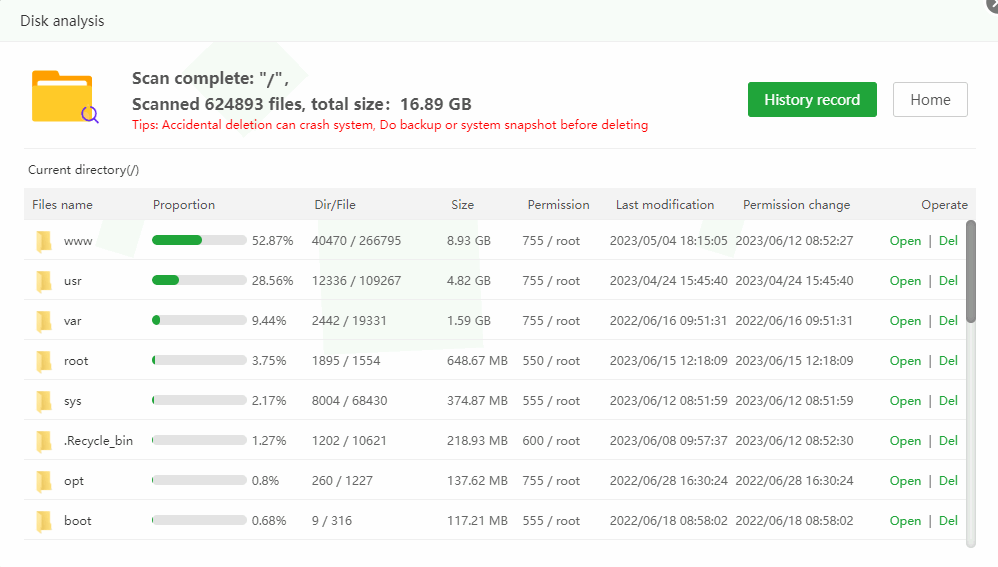 Disk analysis
Scan complete: "/",
Scanned 624893 files, total size: 16.89 GB
Tips: Accidental deletion can crash system, Do backup or system snapshot before deleting
History record
Home
Current directory(/)
Files name Proportion Dir/File Size Permission Last modification Permission change Operate
www 52.87% 40470 / 266795 8.93 GB 755 / root 2023/05/04 18:15:05 2023/06/12 08:52:27 Open | Del
usr 28.56% 12336 / 109267 4.82 GB 755 / root 2023/04/24 15:45:40 2023/04/24 15:45:40 Open | Del
var 9.44% 2442 / 19331 1.59 GB 755 / root 2022/06/16 09:51:31 2022/06/16 09:51:31 Open | Del
root 3.75% 1895 / 1554 648.67 MB 550 / root 2023/06/15 12:18:09 2023/06/15 12:18:09 Open | Del
sys 2.17% 8004 / 68430 374.87 MB 555 / root 2023/06/12 08:51:59 2023/06/12 08:51:59 Open | Del
.Recycle_bin 1.27% 1202 / 10621 218.93 MB 600 / root 2023/06/08 09:57:37 2023/06/12 08:52:30 Open | Del
opt 0.8% 260 / 1227 137.62 MB 755 / root 2022/06/28 16:30:24 2022/06/28 16:30:24 Open | Del
boot 0.68% 9 / 316 117.21 MB 555 / root 2022/06/18 08:58:02 2022/06/18 08:58:02 Open | Del